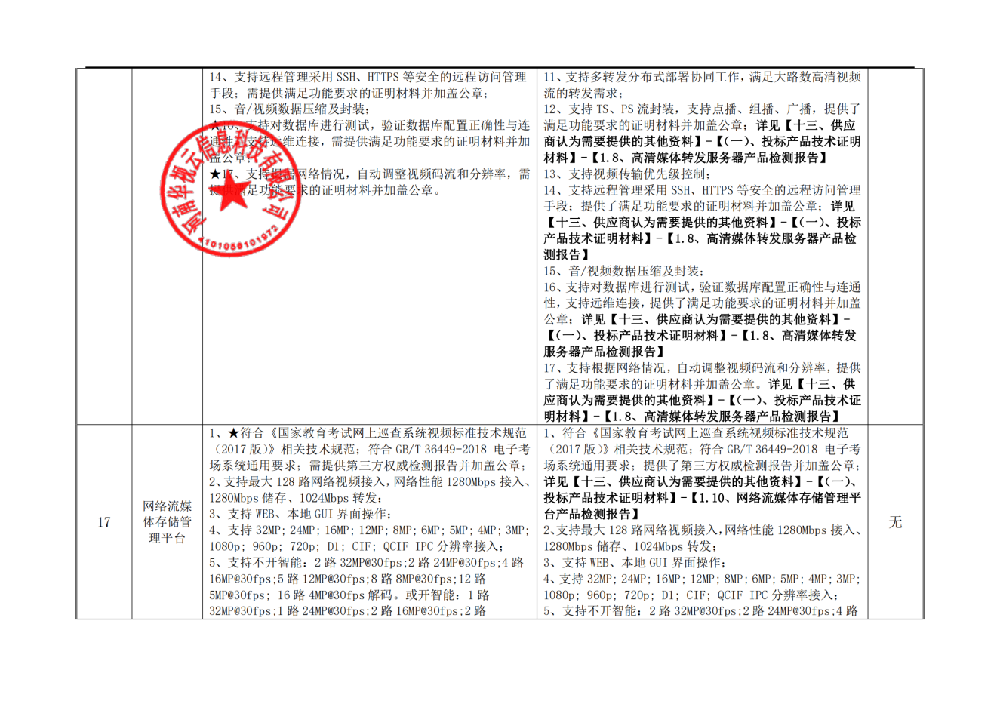 14、支持远程管理采用 SSH、HTTPS 等安全的远程访问管理
手段；需提供满足功能要求的证明材料并加盖公章；
15、音/视频数据压缩及封装；
★16、支持对数据库进行测试，验证数据库配置正确性与连
通性，支持远维连接，需提供满足功能要求的证明材料并加
盖公章；
★17、支持根据网络情况，自动调整视频码流和分辨率，需
提供满足功能要求的证明材料并加盖公章。
河南华视云信息科技有限公司
4101056101972
11、支持多转发分布式部署协同工作，满足大路数高清视频
流的转发需求；
12、支持 TS、PS 流封装，支持点播、组播、广播，提供了
满足功能要求的证明材料并加盖公章；详见【十三、供应
商认为需要提供的其他资料】-【（一）、投标产品技术证明
材料】-【1.8、高清媒体转发服务器产品检测报告】
13、支持视频传输优先级控制；
14、支持远程管理采用 SSH、HTTPS 等安全的远程访问管理
手段；提供了满足功能要求的证明材料并加盖公章；详见
【十三、供应商认为需要提供的其他资料】-【（一）、投标
产品技术证明材料】-【1.8、高清媒体转发服务器产品检
测报告】
15、音/视频数据压缩及封装；
16、支持对数据库进行测试，验证数据库配置正确性与连通
性，支持远维连接，提供了满足功能要求的证明材料并加盖
公章；详见【十三、供应商认为需要提供的其他资料】-
【（一）、投标产品技术证明材料】-【1.8、高清媒体转发
服务器产品检测报告】
17、支持根据网络情况，自动调整视频码流和分辨率，提供
了满足功能要求的证明材料并加盖公章。详见【十三、供
应商认为需要提供的其他资料】-【（一）、投标产品技术证
明材料】-【1.8、高清媒体转发服务器产品检测报告】
17
网络流媒
体存储管
理平台
1、★符合《国家教育考试网上巡查系统视频标准技术规范
（2017 版）》相关技术规范；符合 GB/T 36449-2018 电子考
场系统通用要求；需提供第三方权威检测报告并加盖公章；
2、支持最大 128 路网络视频接入，网络性能 1280Mbps 接入、
1280Mbps 储存、1024Mbps 转发；
3、支持 WEB、本地 GUI 界面操作；
4、支持 32MP；24MP；16MP；12MP；8MP；6MP；5MP；4MP；3MP；
1080p；960p；720p；D1；CIF；QCIF IPC 分辨率接入；
5、支持不开智能：2 路 32MP@30fps;2 路 24MP@30fps;4 路
16MP@30fps;5 路 12MP@30fps;8 路 8MP@30fps;12 路
5MP@30fps；16 路 4MP@30fps 解码。或开智能：1 路
32MP@30fps;1 路 24MP@30fps;2 路 16MP@30fps;2 路
1、符合《国家教育考试网上巡查系统视频标准技术规范
（2017 版）》相关技术规范；符合 GB/T 36449-2018 电子考
场系统通用要求；提供了第三方权威检测报告并加盖公章；
详见【十三、供应商认为需要提供的其他资料】-【（一）、
投标产品技术证明材料】-【1.10、网络流媒体存储管理平
台产品检测报告】
2、支持最大 128 路网络视频接入，网络性能 1280Mbps 接入、
1280Mbps 储存、1024Mbps 转发；
3、支持 WEB、本地 GUI 界面操作；
4、支持 32MP；24MP；16MP；12MP；8MP；6MP；5MP；4MP；3MP；
1080p；960p；720p；D1；CIF；QCIF IPC 分辨率接入；
5、支持不开智能：2 路 32MP@30fps;2 路 24MP@30fps;4 路
无